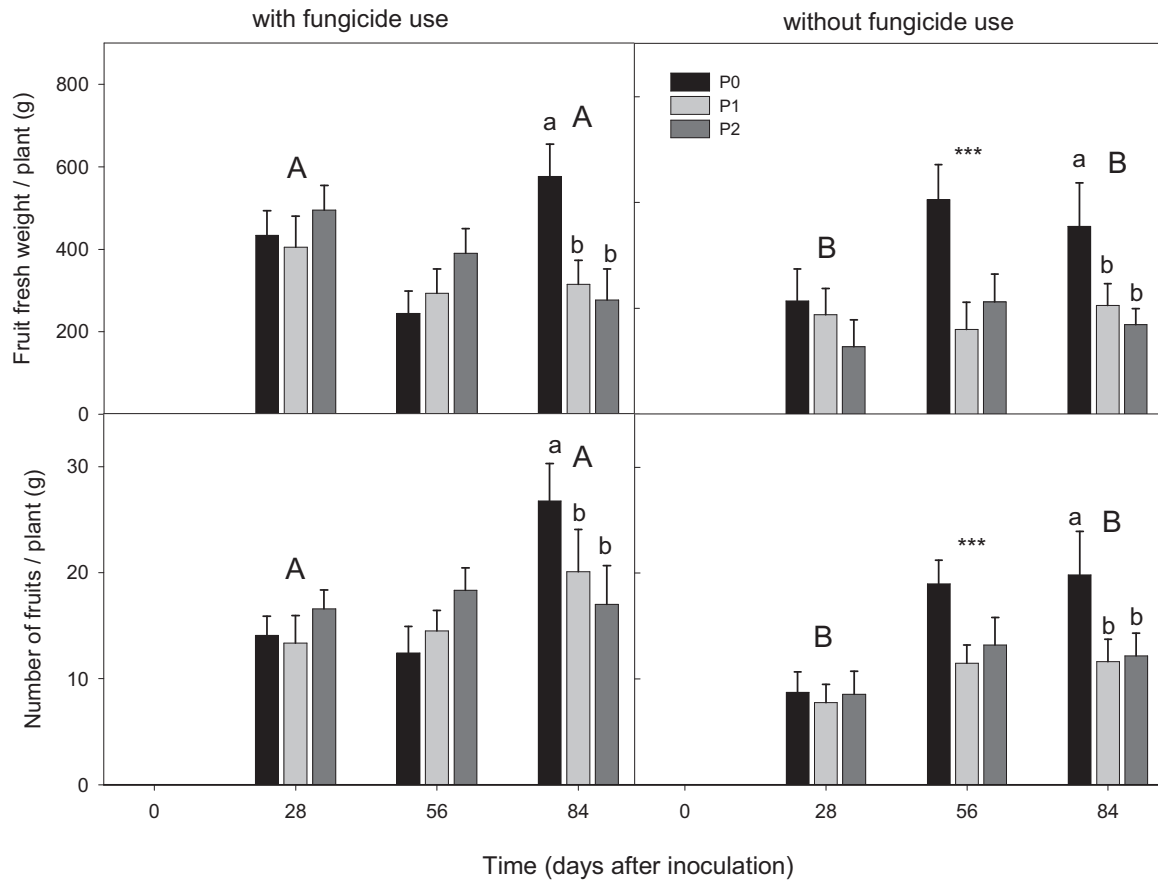 with fungicide use
without fungicide use
Fruit fresh weight / plant (g)
800
600
400
200
0
A
a
A
b
b
P0
P1
P2
B
***
a
B
b
b
Number of fruits / plant (g)
30
20
10
0
A
a
A
b
b
B
***
a
B
b
b
0
28
56
84
0
28
56
84
Time (days after inoculation)